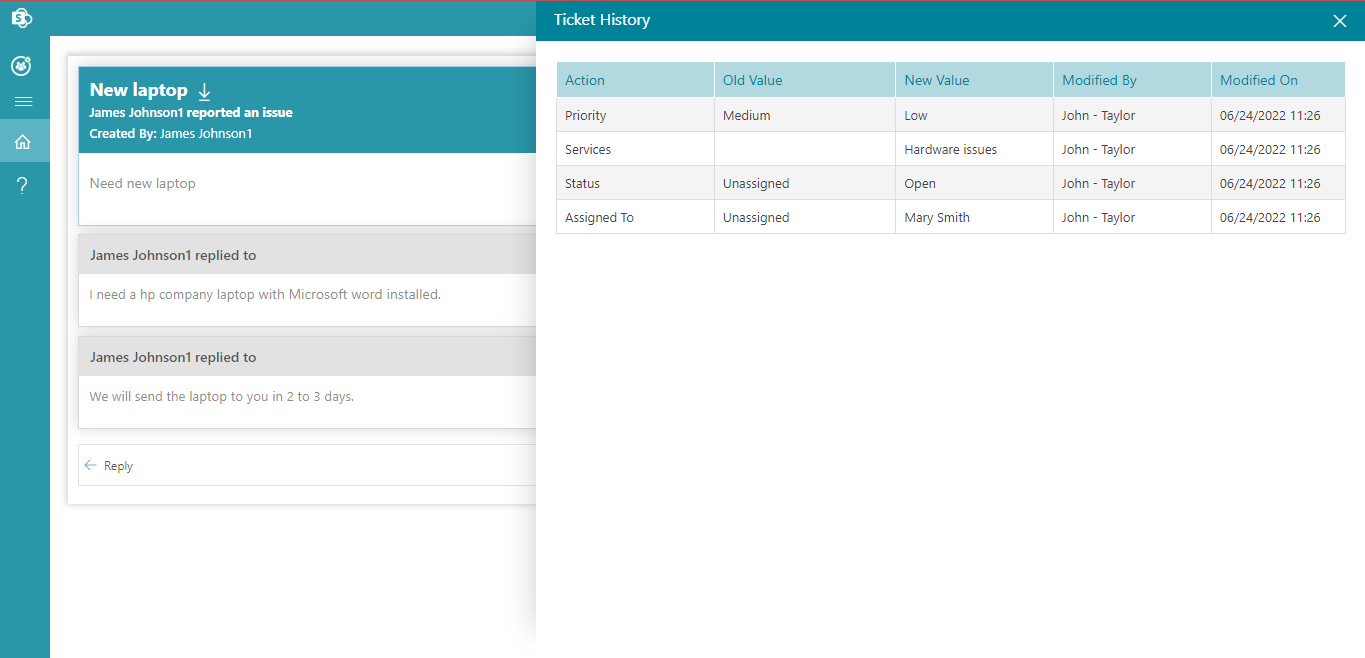 S
Ticket History
New laptop
James Johnson1 reported an issue
Created By: James Johnson1
Need new laptop
James Johnson1 replied to
I need a hp company laptop with Microsoft word installed.
James Johnson1 replied to
We will send the laptop to you in 2 to 3 days.
Reply
Action Old Value New Value Modified By Modified On
Priority Medium Low John - Taylor 06/24/2022 11:26
Services Hardware issues John - Taylor 06/24/2022 11:26
Status Unassigned Open John - Taylor 06/24/2022 11:26
Assigned To Unassigned Mary Smith John - Taylor 06/24/2022 11:26